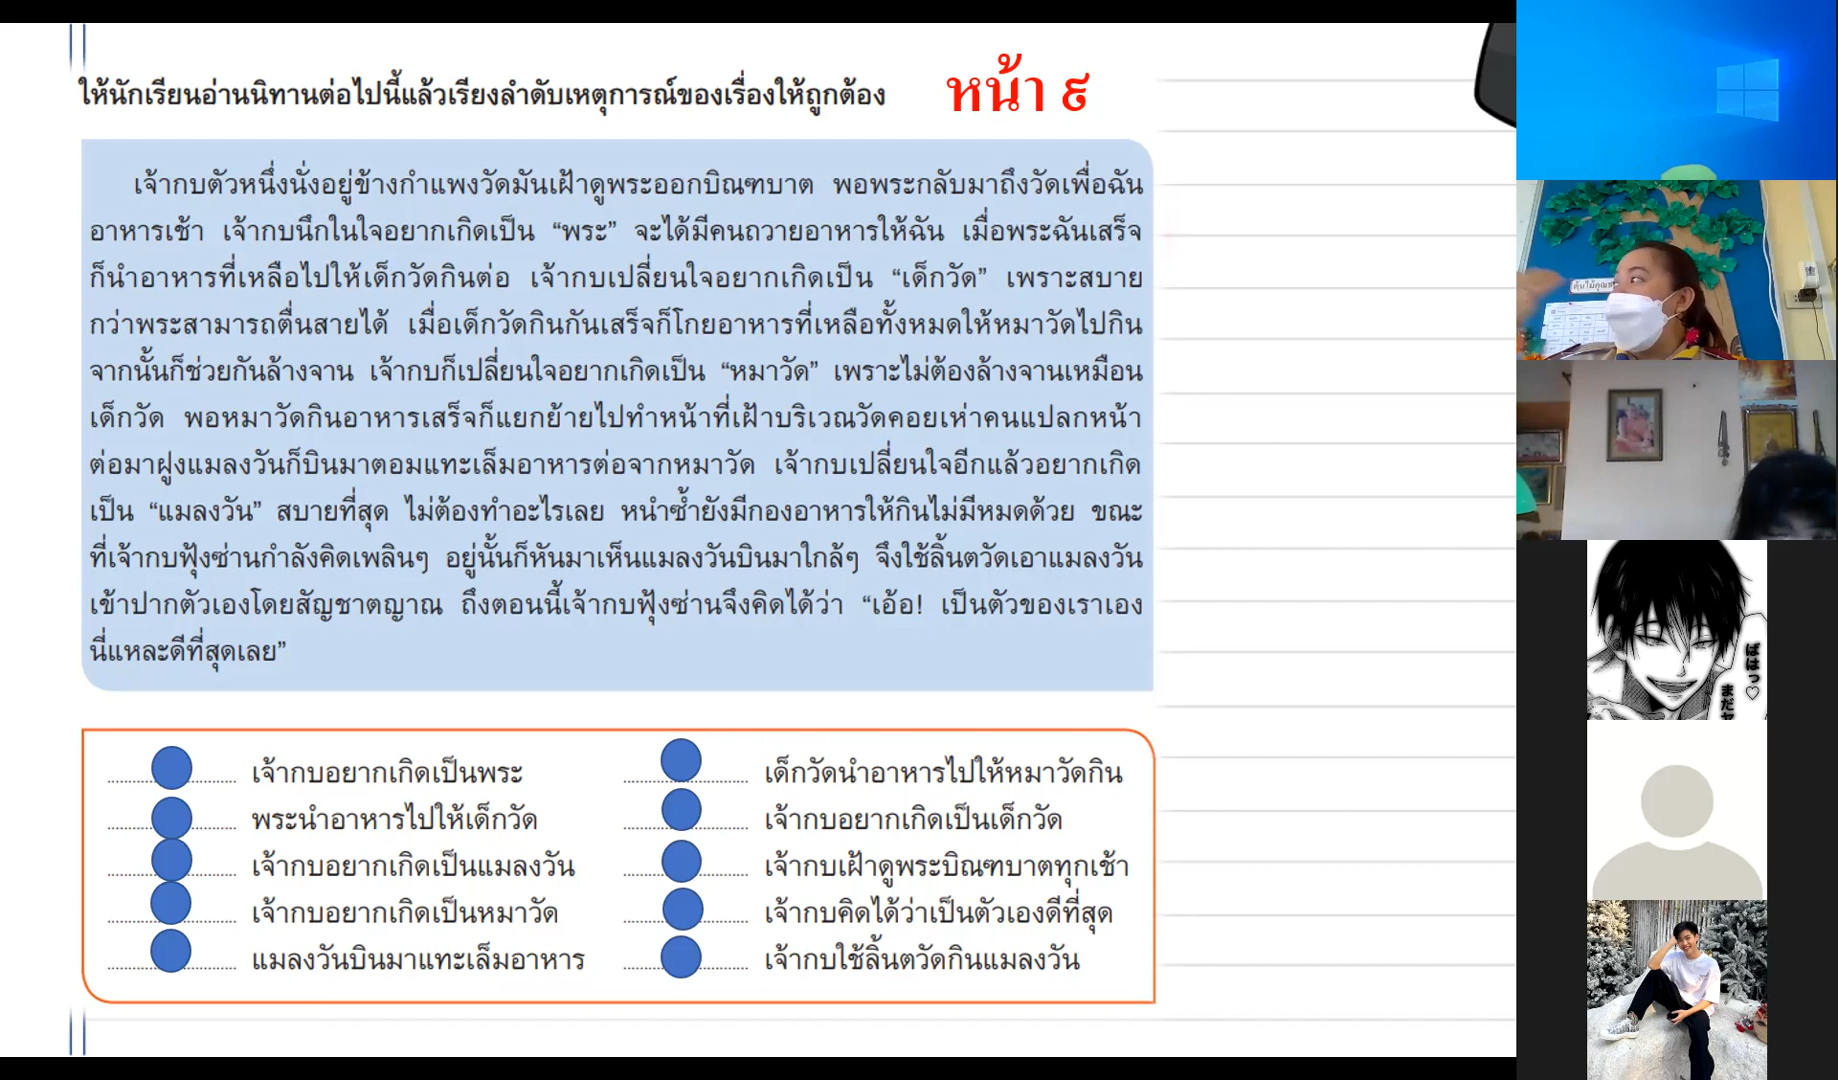 ให้นักเรียนอ่านนิทานต่อไปนี้แล้วเรียงลำดับเหตุการณ์ของเรื่องให้ถูกต้อง
หน้า ๙
เจ้ากบตัวหนึ่งนั่งอยู่ข้างกำแพงวัดมันเฝ้าดูพระออกบิณฑบาต พอพระกลับมาถึงวัดเพื่อฉัน
อาหารเช้า เจ้ากบนึกในใจอยากเกิดเป็น “พระ” จะได้มีคนถวายอาหารให้ฉัน เมื่อพระฉันเสร็จ
ก็นำอาหารที่เหลือไปให้เด็กวัดกินต่อ เจ้ากบเปลี่ยนใจอยากเกิดเป็น “เด็กวัด” เพราะสบาย
กว่าพระสามารถตื่นสายได้ เมื่อเด็กวัดกินกันเสร็จก็โกยอาหารที่เหลือทั้งหมดให้หมาวัดไปกิน
จากนั้นก็ช่วยกันล้างจาน เจ้ากบก็เปลี่ยนใจอยากเกิดเป็น “หมาวัด” เพราะไม่ต้องล้างจานเหมือน
เด็กวัด พอหมาวัดกินอาหารเสร็จก็แยกย้ายไปทำหน้าที่เฝ้าบริเวณวัดคอยเห่าคนแปลกหน้า
ต่อมาฝูงแมลงวันก็บินมาตอมแทะเล็มอาหารต่อจากหมาวัด เจ้ากบเปลี่ยนใจอีกแล้วอยากเกิด
เป็น “แมลงวัน” สบายที่สุด ไม่ต้องทำอะไรเลย หนำซ้ำยังมีกองอาหารให้กินไม่มีหมดด้วย ขณะ
ที่เจ้ากบฟุ้งซ่านกำลังคิดเพลินๆ อยู่นั้นก็หันมาเห็นแมลงวันบินมาใกล้ๆ จึงใช้ลิ้นตวัดเอาแมลงวัน
เข้าปากตัวเองโดยสัญชาตญาณ ถึงตอนนี้เจ้ากบฟุ้งซ่านจึงคิดได้ว่า “เอ้อ! เป็นตัวของเราเอง
นี่แหละดีที่สุดเลย”
เจ้ากบอยากเกิดเป็นพระ
พระนำอาหารไปให้เด็กวัด
เจ้ากบอยากเกิดเป็นแมลงวัน
เจ้ากบอยากเกิดเป็นหมาวัด
แมลงวันบินมาแทะเล็มอาหาร
เด็กวัดนำอาหารไปให้หมาวัดกิน
เจ้ากบอยากเกิดเป็นเด็กวัด
เจ้ากบเฝ้าดูพระบิณฑบาตทุกเช้า
เจ้ากบคิดได้ว่าเป็นตัวเองดีที่สุด
เจ้ากบใช้ลิ้นตวัดกินแมลงวัน
ばはっ♡